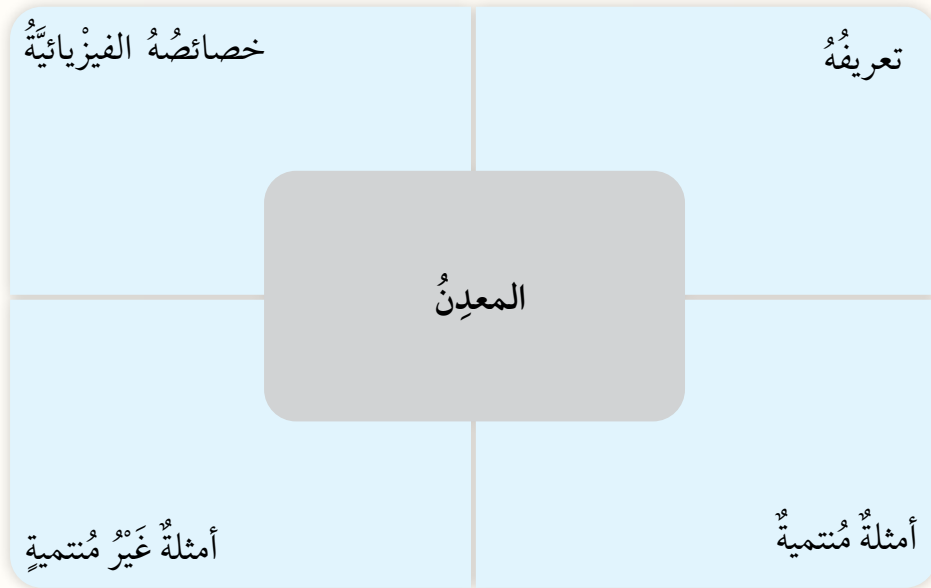 تعريفُهُ
خصائصُهُ الفيزْيائيَّةُ
المعدِنُ
أمثلةٌ مُنتميةٌ
أمثلةٌ غَيْرُ مُنتميةٍ